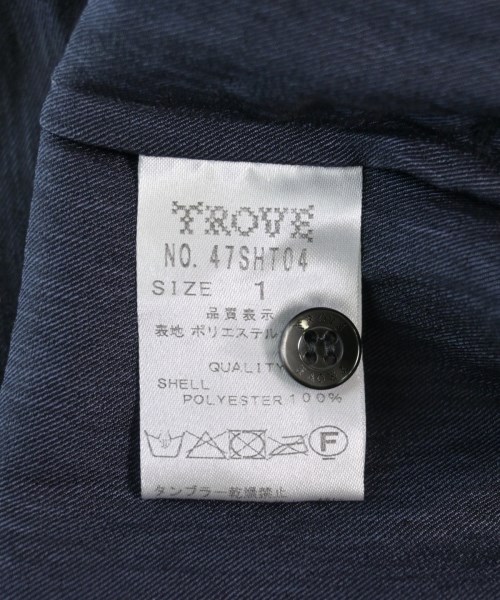 TROVE
NO. 47SHT04
SIZE 1
品質表示
表地 ポリエステル
QUALITY
SHELL
POLYESTER 100%
F
タンブラー乾燥禁止